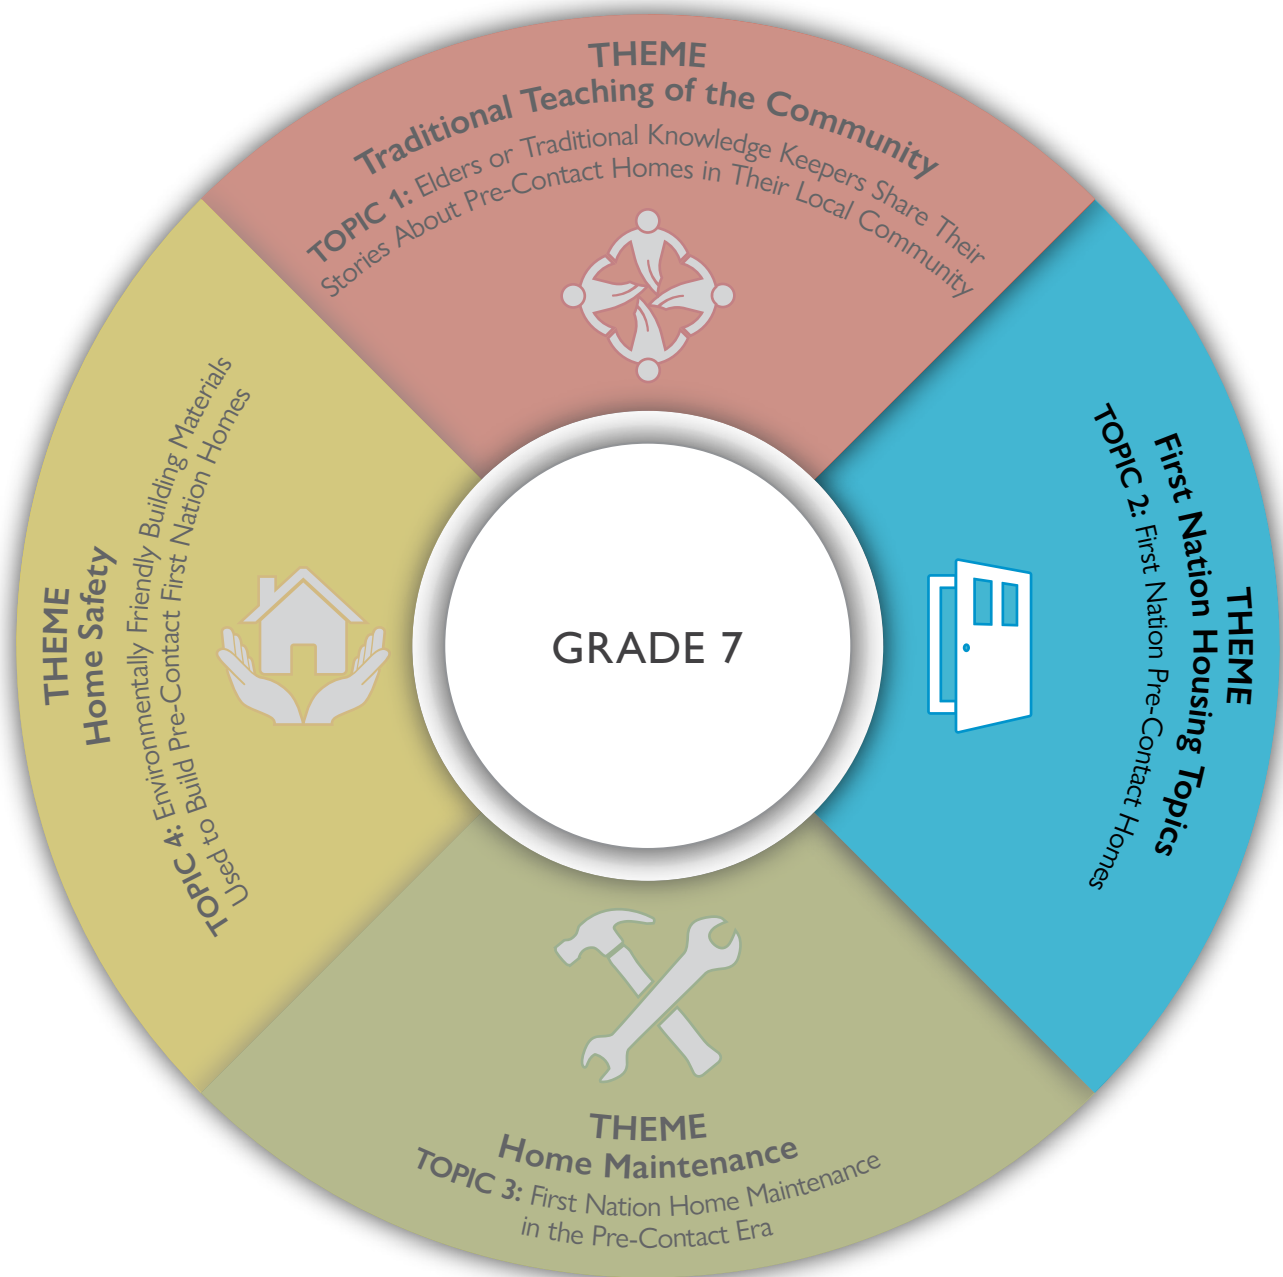 THEME
Traditional Teaching of the Community
TOPIC 1: Elders or Traditional Knowledge Keepers Share Their
Stories About Pre-Contact Homes in Their Local Community
THEME
First Nation Housing Topics
TOPIC 2: First Nation Pre-Contact Homes
GRADE 7
THEME
Home Maintenance
TOPIC 3: First Nation Home Maintenance
in the Pre-Contact Era
THEME
Home Safety
TOPIC 4: Environmentally Friendly Building Materials
Used to Build Pre-Contact First Nation Homes